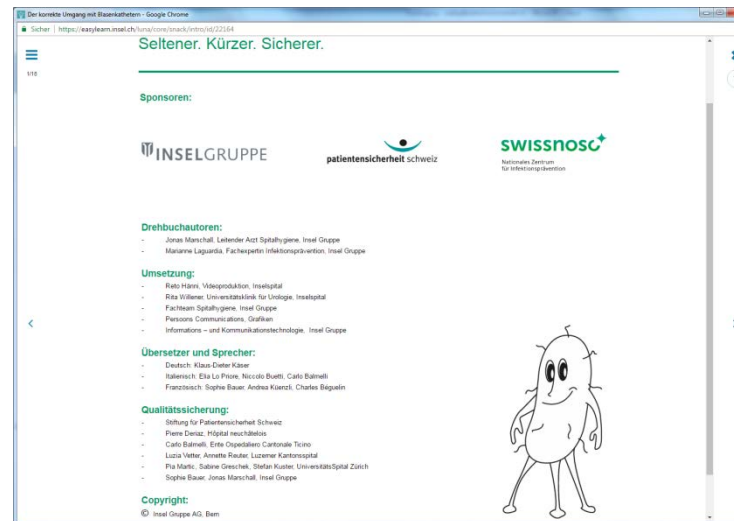 Der korrekte Umgang mit Blasenkathetern - Google Chrome
Sicher | https://easylearn.insel.ch/luna/core/snack/intro/id/22164
1/18
Seltener. Kürzer. Sicherer.
Sponsoren:
INSELGRUPPE
patientensicherheit schweiz
swissnoso
Nationales Zentrum
für Infektionsprävention
Drehbuchautoren:
- Jonas Marschall, Leitender Arzt Spitalhygiene, Insel Gruppe
- Marianne Laguardia, Fachexpertin Infektionsprävention, Insel Gruppe
Umsetzung:
- Reto Hänni, Videoproduktion, Inselspital
- Rita Willener, Universitätsklinik für Urologie, Inselspital
- Fachteam Spitalhygiene, Insel Gruppe
- Persoons Communications, Grafiken
- Informations – und Kommunikationstechnologie, Insel Gruppe
Übersetzer und Sprecher:
- Deutsch: Klaus-Dieter Käser
- Italienisch: Elia Lo Priore, Niccolo Buetti, Carlo Balmelli
- Französisch: Sophie Bauer, Andrea Küenzli, Charles Béguelin
Qualitätssicherung:
- Stiftung für Patientensicherheit Schweiz
- Pierre Deriaz, Hôpital neuchâtelois
- Carlo Balmelli, Ente Ospedaliero Cantonale Ticino
- Luzia Vetter, Annette Reuter, Luzerner Kantonsspital
- Pia Martic, Sabine Greschek, Stefan Kuster, UniversitätsSpital Zürich
- Sophie Bauer, Jonas Marschall, Insel Gruppe
Copyright:
© Insel Gruppe AG, Bern